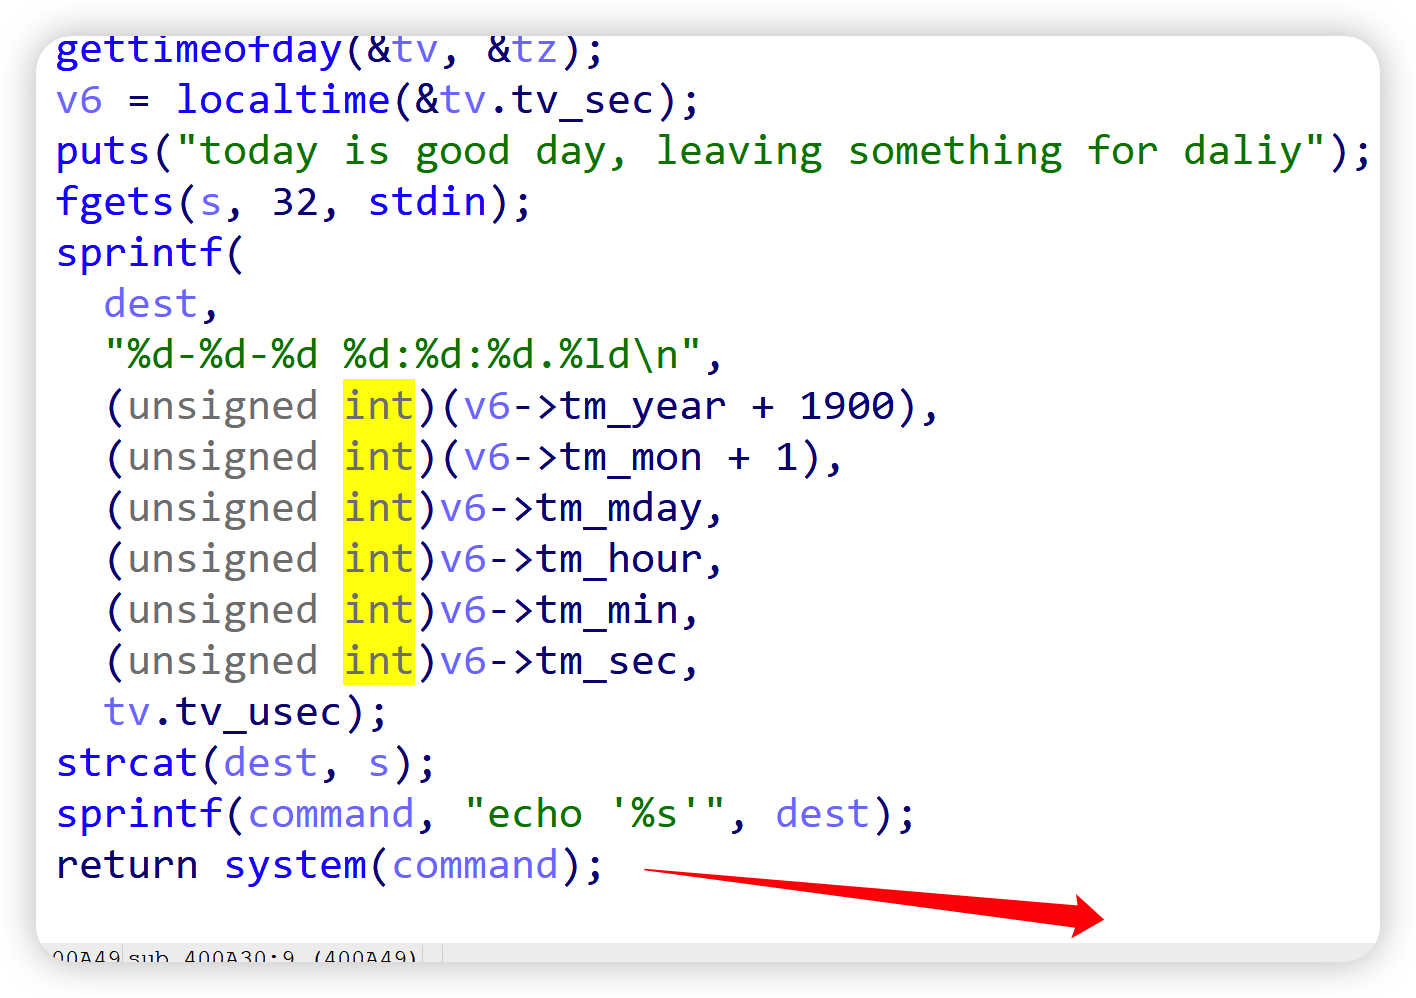 gettimeofday(&tv, &tz);
v6 = localtime(&tv.tv_sec);
puts("today is good day, leaving something for daliy");
fgets(s, 32, stdin);
sprintf(
  dest,
  "%d-%d-%d %d:%d:%d.%ld\n",
  (unsigned int)(v6->tm_year + 1900),
  (unsigned int)(v6->tm_mon + 1),
  (unsigned int)v6->tm_mday,
  (unsigned int)v6->tm_hour,
  (unsigned int)v6->tm_min,
  (unsigned int)v6->tm_sec,
  tv.tv_usec);
strcat(dest, s);
sprintf(command, "echo '%s'", dest);
return system(command);
00A49 sub_400A30:9 (400A49)